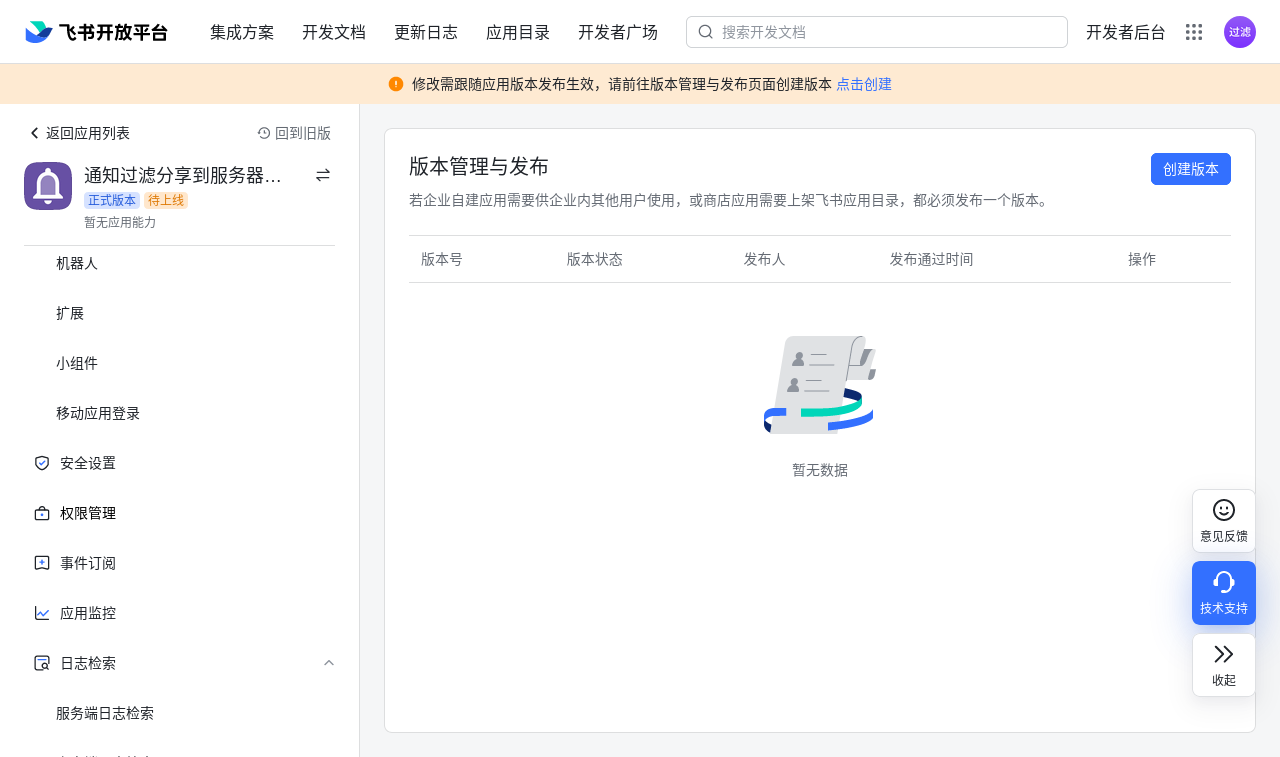 飞书开放平台
集成方案
开发文档
更新日志
应用目录
开发者广场
搜索开发文档
开发者后台
过滤
修改需跟随应用版本发布生效，请前往版本管理与发布页面创建版本 点击创建
返回应用列表
回到旧版
通知过滤分享到服务器…
正式版本
待上线
暂无应用能力
机器人
扩展
小组件
移动应用登录
安全设置
权限管理
事件订阅
应用监控
日志检索
服务端日志检索
版本管理与发布
创建版本
若企业自建应用需要供企业内其他用户使用，或商店应用需要上架飞书应用目录，都必须发布一个版本。
版本号
版本状态
发布人
发布通过时间
操作
暂无数据
意见反馈
技术支持
收起